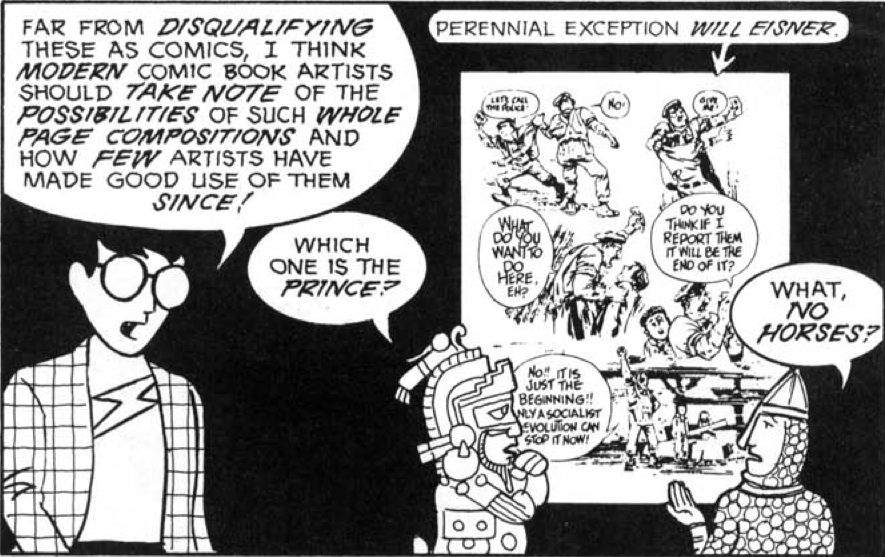 FAR FROM DISQUALIFYING
THESE AS COMICS, I THINK
MODERN COMIC BOOK ARTISTS
SHOULD TAKE NOTE OF THE
POSSIBILITIES OF SUCH WHOLE
PAGE COMPOSITIONS AND
HOW FEW ARTISTS HAVE
MADE GOOD USE OF THEM
SINCE!
PERENNIAL EXCEPTION WILL EISNER.
LET'S CALL
THE POLICE!
NO!
GIVE
ME!
WHAT
DO YOU
WANT TO
DO
HERE,
EH?
DO YOU
THINK IF I
REPORT THEM
IT WILL BE THE
END OF IT?
NO!! IT IS
JUST THE
BEGINNING!!
NLY A SOCIALIST
EVOLUTION CAN
STOP IT NOW!
WHICH
ONE IS THE
PRINCE?
WHAT,
NO
HORSES?